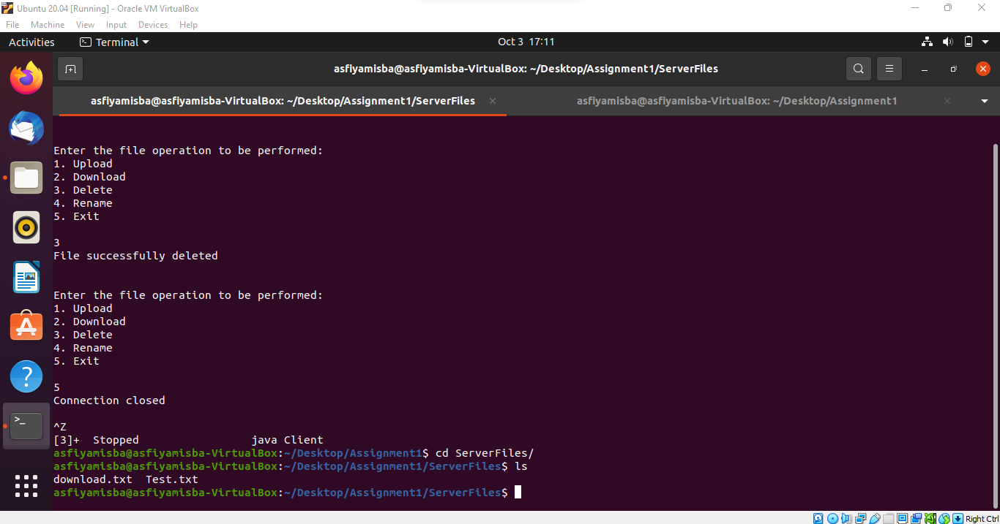 Ubuntu 20.04 [Running] - Oracle VM VirtualBox
File Machine View Input Devices Help
Activities Terminal Oct 3 17:11
asfiyamisba@asfiyamisba-VirtualBox: ~/Desktop/Assignment1/ServerFiles
asfiyamisba@asfiyamisba-VirtualBox: ~/Desktop/Assignment1/ServerFiles × asfiyamisba@asfiyamisba-VirtualBox: ~/Desktop/Assignment1 ×
Enter the file operation to be performed:
1. Upload
2. Download
3. Delete
4. Rename
5. Exit
3
File successfully deleted
Enter the file operation to be performed:
1. Upload
2. Download
3. Delete
4. Rename
5. Exit
5
Connection closed
^Z
[3]+  Stopped                 java Client
asfiyamisba@asfiyamisba-VirtualBox:~/Desktop/Assignment1$ cd ServerFiles/
asfiyamisba@asfiyamisba-VirtualBox:~/Desktop/Assignment1/ServerFiles$ ls
download.txt  Test.txt
asfiyamisba@asfiyamisba-VirtualBox:~/Desktop/Assignment1/ServerFiles$
Right Ctrl